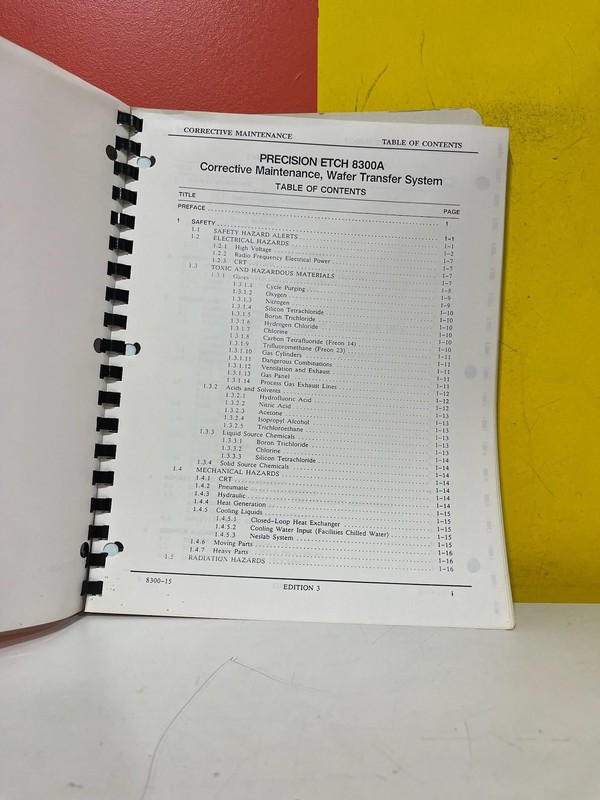 CORRECTIVE MAINTENANCE TABLE OF CONTENTS
PRECISION ETCH 8300A
Corrective Maintenance, Wafer Transfer System
TABLE OF CONTENTS
TITLE PAGE
PREFACE 1
1 SAFETY 1-1
1.1 SAFETY HAZARD ALERTS 1-1
1.2 ELECTRICAL HAZARDS 1-2
1.2.1 High Voltage 1-7
1.2.2 Radio Frequency Electrical Power 1-7
1.2.3 CRT 1-7
1.3 TOXIC AND HAZARDOUS MATERIALS 1-7
1.3.1 Gases 1-8
1.3.1.1 Cycle Purging 1-9
1.3.1.2 Oxygen 1-9
1.3.1.3 Nitrogen 1-10
1.3.1.4 Silicon Tetrachloride 1-10
1.3.1.5 Boron Trichloride 1-10
1.3.1.6 Hydrogen Chloride 1-10
1.3.1.7 Chlorine 1-10
1.3.1.8 Carbon Tetrafluoride (Freon 14) 1-10
1.3.1.9 Trifluoromethane (Freon 23) 1-11
1.3.1.10 Gas Cylinders 1-11
1.3.1.11 Dangerous Combinations 1-11
1.3.1.12 Ventilation and Exhaust 1-11
1.3.1.13 Gas Panel 1-11
1.3.1.14 Process Gas Exhaust Lines 1-11
1.3.2 Acids and Solvents 1-12
1.3.2.1 Hydrofluoric Acid 1-12
1.3.2.2 Nitric Acid 1-13
1.3.2.3 Acetone 1-13
1.3.2.4 Isopropyl Alcohol 1-13
1.3.2.5 Trichloroethane 1-13
1.3.3 Liquid Source Chemicals 1-13
1.3.3.1 Boron Trichloride 1-13
1.3.3.2 Chlorine 1-13
1.3.3.3 Silicon Tetrachloride 1-14
1.3.4 Solid Source Chemicals 1-14
1.4 MECHANICAL HAZARDS 1-14
1.4.1 CRT 1-14
1.4.2 Pneumatic 1-14
1.4.3 Hydraulic 1-14
1.4.4 Heat Generation 1-15
1.4.5 Cooling Liquids 1-15
1.4.5.1 Closed-Loop Heat Exchanger 1-15
1.4.5.2 Cooling Water Input (Facilities Chilled Water) 1-15
1.4.5.3 Neslab System 1-15
1.4.6 Moving Parts 1-16
1.4.7 Heavy Parts 1-16
1.5 RADIATION HAZARDS 1-16
8300-15 EDITION 3 i